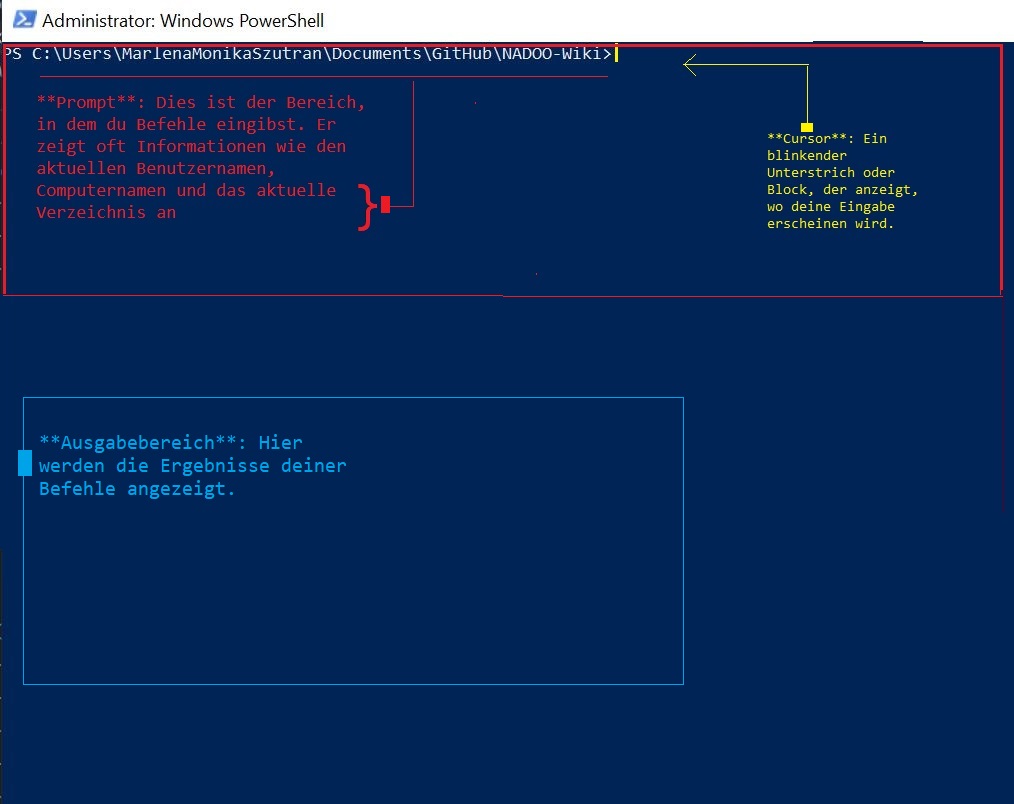 Administrator: Windows PowerShell
PS C:\Users\MarlenaMonikaSzutran\Documents\GitHub\NADOO-Wiki>
**Prompt**: Dies ist der Bereich,
in dem du Befehle eingibst. Er
zeigt oft Informationen wie den
aktuellen Benutzernamen,
Computernamen und das aktuelle
Verzeichnis an
**Cursor**: Ein
blinkender
Unterstrich oder
Block, der anzeigt,
wo deine Eingabe
erscheinen wird.
**Ausgabebereich**: Hier
werden die Ergebnisse deiner
Befehle angezeigt.